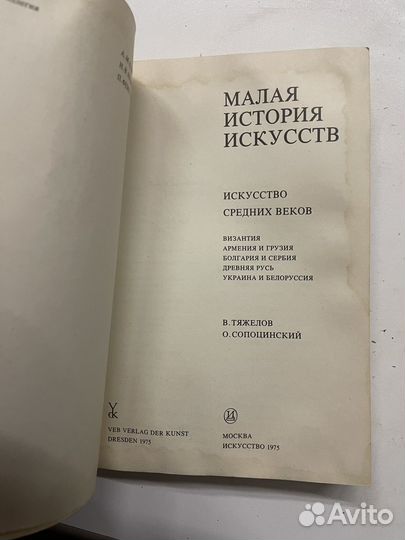 МАЛАЯ
ИСТОРИЯ
ИСКУССТВ
ИСКУССТВО
СРЕДНИХ ВЕКОВ
ВИЗАНТИЯ
АРМЕНИЯ И ГРУЗИЯ
БОЛГАРИЯ И СЕРБИЯ
ДРЕВНЯЯ РУСЬ
УКРАИНА И БЕЛОРУССИЯ
В. ТЯЖЕЛОВ
О. СОПОЦИНСКИЙ
VEB VERLAG DER KUNST
DRESDEN 1975
МОСКВА
ИСКУССТВО 1975
Avito